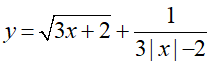 y = √(3x+2) + 1/(3|x|−2)